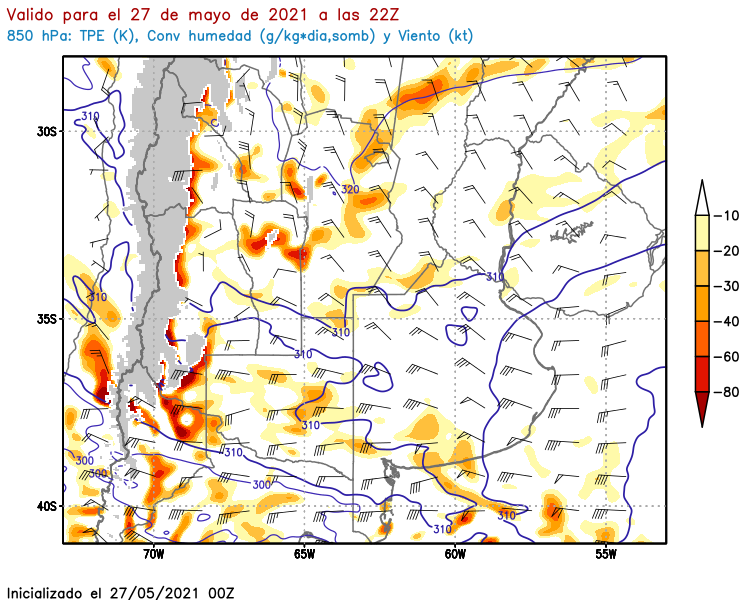 Valido para el 27 de mayo de 2021 a las 22Z
850 hPa: TPE (K), Conv humedad (g/kg*dia,somb) y Viento (kt)
310
30S
320
-10
-20
310
310
-30
35S
310
-40
310
-60
-80
310
310
300
300
300
40S
310
310
70W 65W 60W 55W
Inicializado el 27/05/2021 00Z